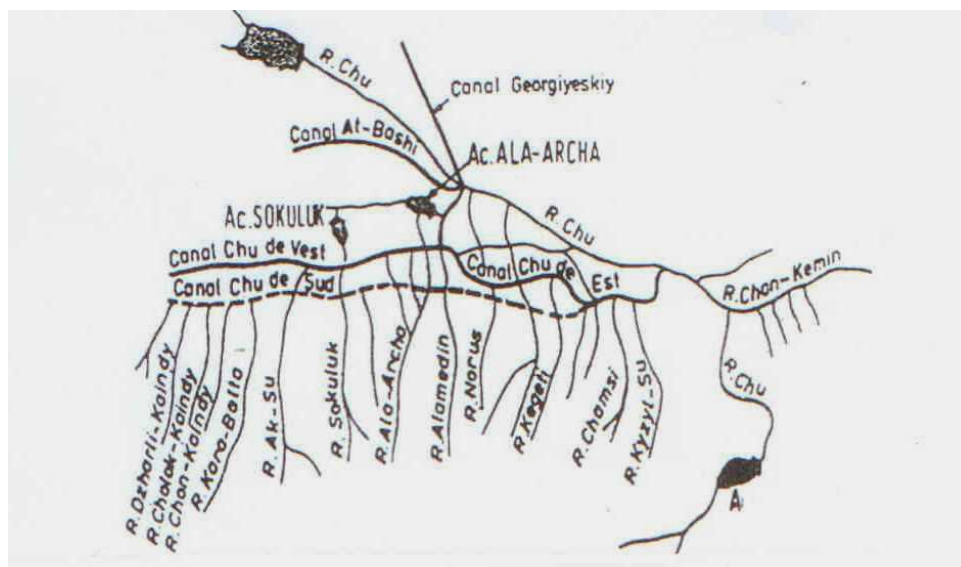 R.Chu
Canal Georgiyeskiy
Canal At-Bashi
Ac.ALA-ARCHA
Ac.SOKULUK
R.Chu
Canal Chu de Vest
Canal Chu de Est
Canal Chu de Sud
R.Chon-Kemin
R.Chu
R.Dzharli-Kaindy
R.Cholok-Kaindy
R.Chon-Kaindy
R.Kara-Balta
R.Ak-Su
R.Sokuluk
R.Ala-Archa
R.Alamedin
R.Norus
R.Kegeti
R.Chamsi
R.Kyzyl-Su
A